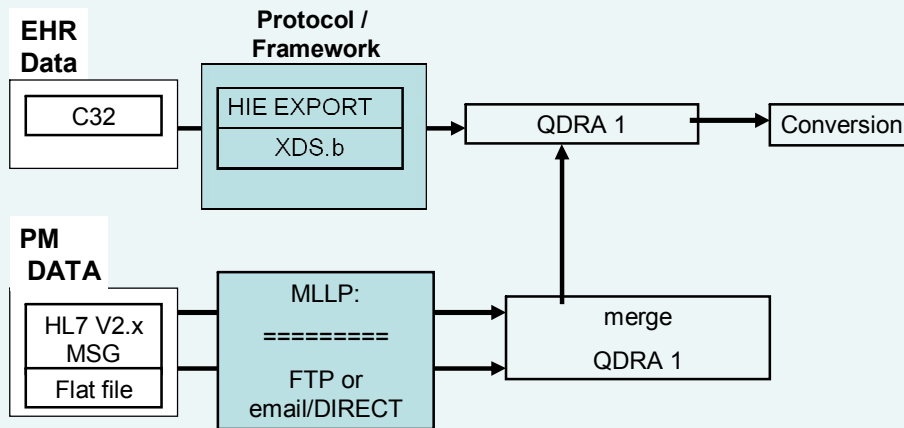 EHR
Data
Protocol /
Framework
C32
HIE EXPORT
XDS.b
QDRA 1
Conversion
PM
DATA
HL7 V2.x
MSG
Flat file
MLLP:
=========
FTP or
email/DIRECT
merge
QDRA 1